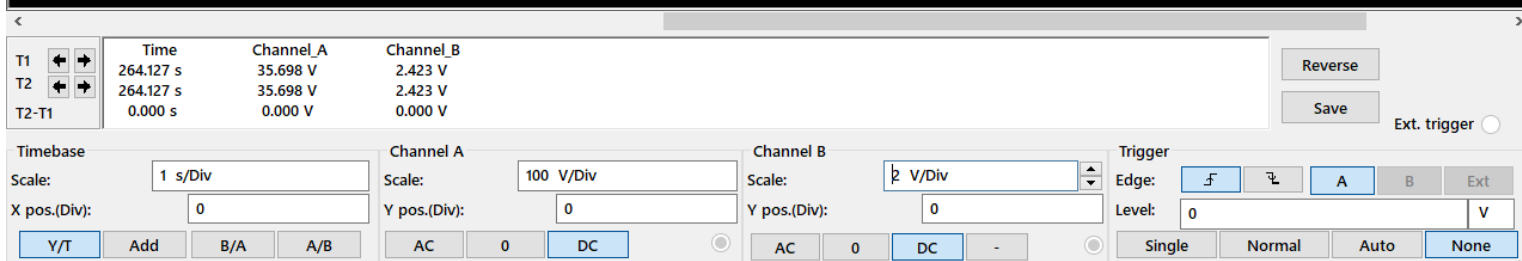 Time Channel_A Channel_B
T1 264.127 s 35.698 V 2.423 V
T2 264.127 s 35.698 V 2.423 V
T2-T1 0.000 s 0.000 V 0.000 V
Reverse
Save
Ext. trigger
Timebase
Scale: 1 s/Div
X pos.(Div): 0
Y/T Add B/A A/B
Channel A
Scale: 100 V/Div
Y pos.(Div): 0
AC 0 DC
Channel B
Scale: 2 V/Div
Y pos.(Div): 0
AC 0 DC -
Trigger
Edge: A B Ext
Level: 0 V
Single Normal Auto None